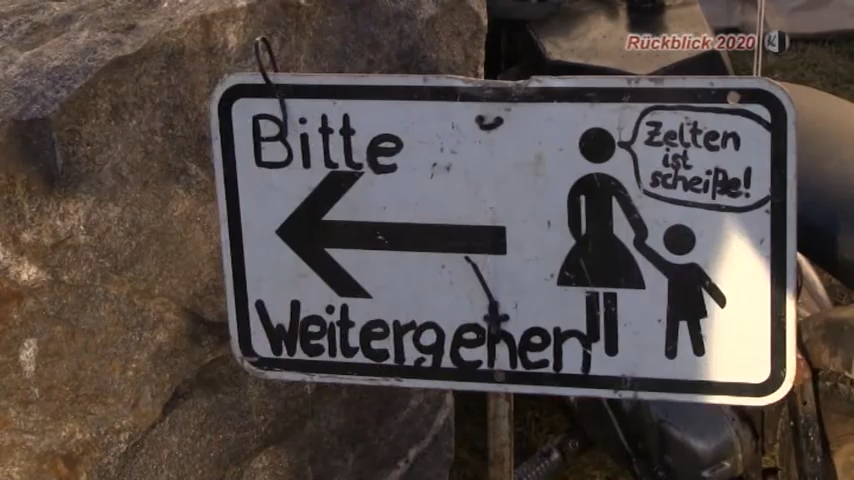 Rückblick 2020
Bitte
Zelten
ist
scheiße!
Weitergehen!